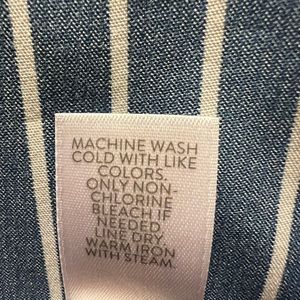 MACHINE WASH
COLD WITH LIKE
COLORS.
ONLY NON-
CHLORINE
BLEACH IF
NEEDED.
LINE DRY.
WARM IRON
WITH STEAM.